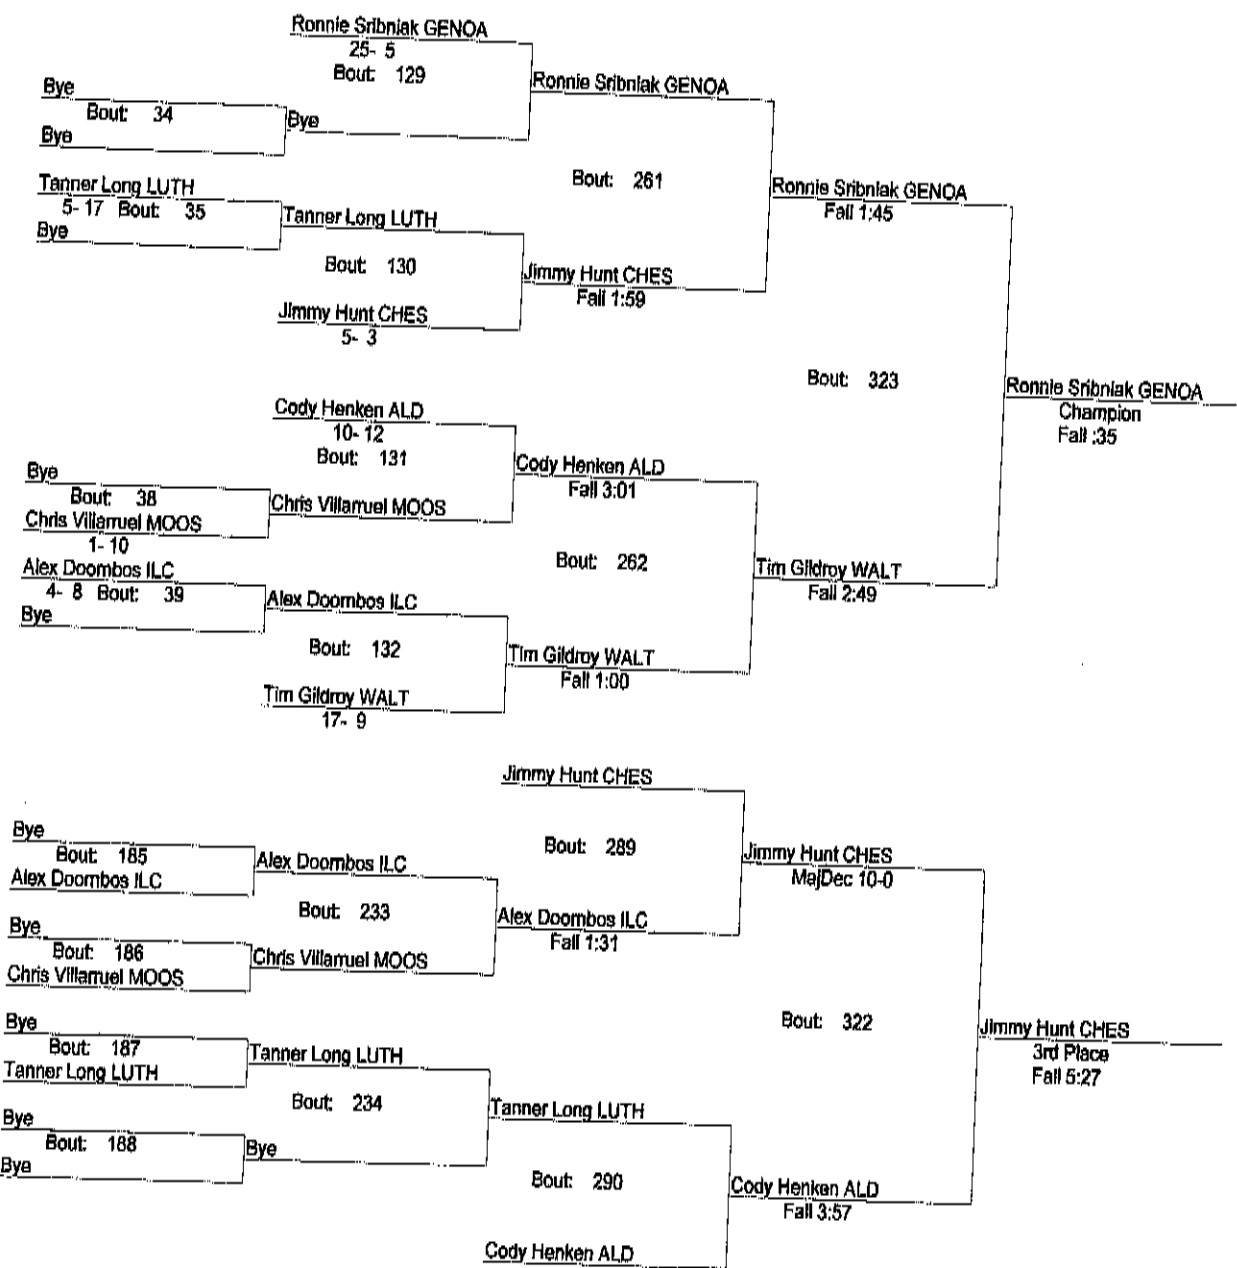 Ronnie Sribniak GENOA
25- 5
Bout: 129
Ronnie Sribniak GENOA
Bye
Bout: 34
Bye
Bye
Bout: 261
Ronnie Sribniak GENOA
Fall 1:45
Tanner Long LUTH
5- 17 Bout: 35
Tanner Long LUTH
Bye
Bout: 130
Jimmy Hunt CHES
Fall 1:59
Jimmy Hunt CHES
5- 3
Bout: 323
Ronnie Sribniak GENOA
Champion
Fall :35
Cody Henken ALD
10- 12
Bout: 131
Cody Henken ALD
Fall 3:01
Bye
Bout: 38
Chris Villarruel MOOS
Chris Villarruel MOOS
1- 10
Bout: 262
Tim Gildroy WALT
Fall 2:49
Alex Doombos ILC
4- 8 Bout: 39
Alex Doombos ILC
Bye
Bout: 132
Tim Gildroy WALT
Fall 1:00
Tim Gildroy WALT
17- 9
Jimmy Hunt CHES
Bye
Bout: 185
Alex Doombos ILC
Alex Doombos ILC
Bout: 289
Jimmy Hunt CHES
MajDec 10-0
Bout: 233
Alex Doombos ILC
Fall 1:31
Bye
Bout: 186
Chris Villarruel MOOS
Chris Villarruel MOOS
Bout: 322
Jimmy Hunt CHES
3rd Place
Fall 5:27
Bye
Bout: 187
Tanner Long LUTH
Tanner Long LUTH
Bout: 234
Tanner Long LUTH
Bye
Bout: 188
Bye
Bye
Bout: 290
Cody Henken ALD
Fall 3:57
Cody Henken ALD